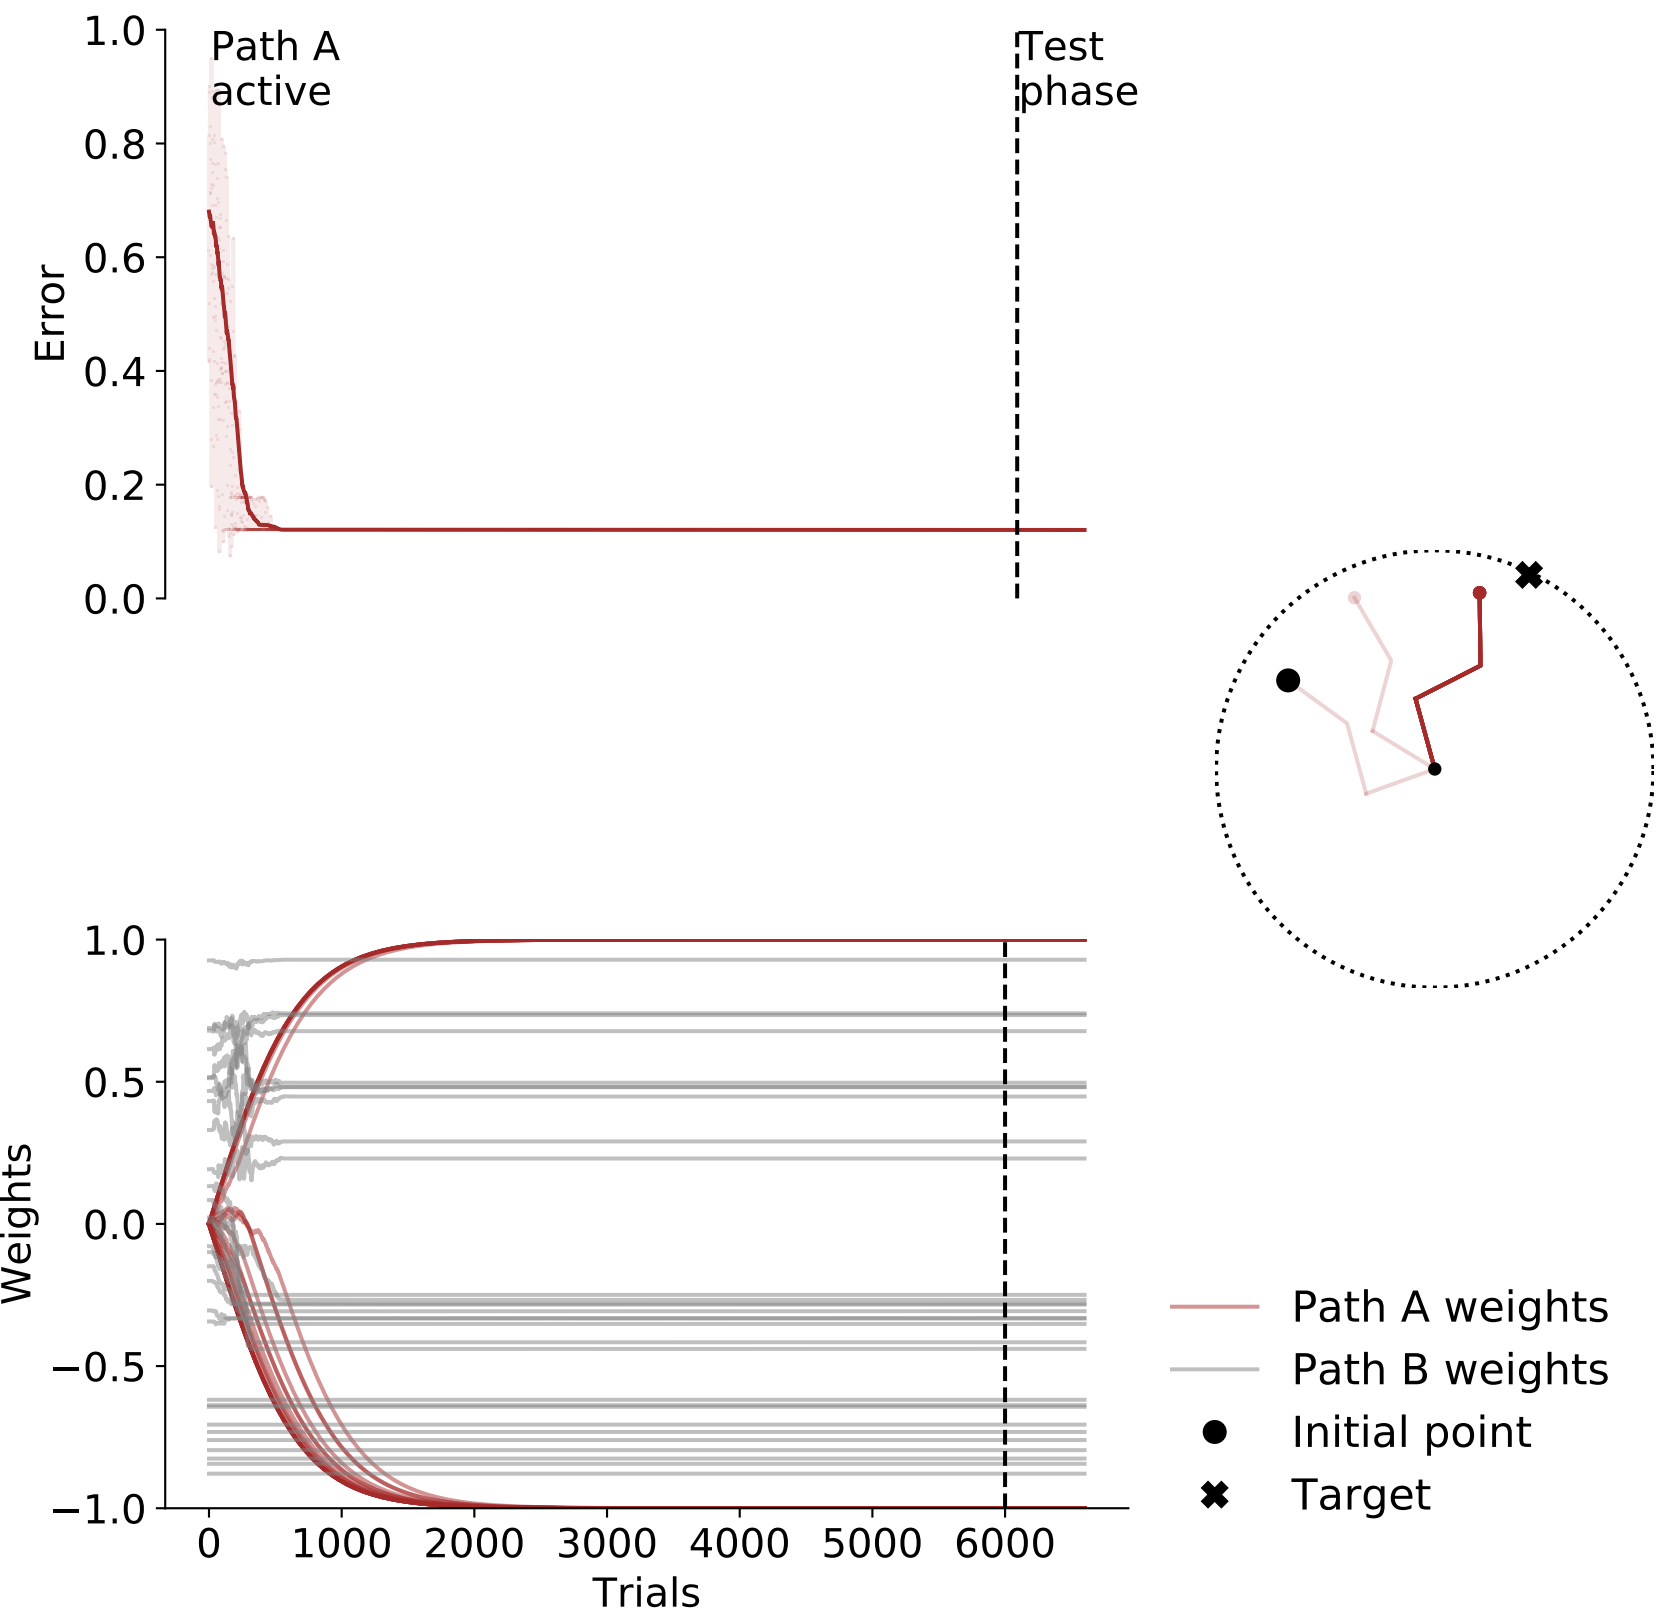 Path A
active
Test
phase
1.0
0.8
0.6
0.4
0.2
0.0
Error
1.0
0.5
0.0
−0.5
−1.0
Weights
0 1000 2000 3000 4000 5000 6000
Trials
Path A weights
Path B weights
Initial point
Target